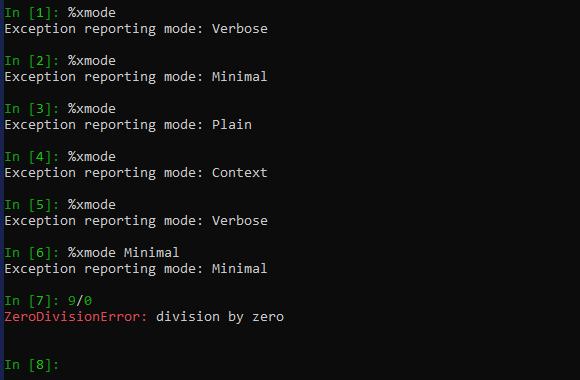 In [1]: %xmode
Exception reporting mode: Verbose
In [2]: %xmode
Exception reporting mode: Minimal
In [3]: %xmode
Exception reporting mode: Plain
In [4]: %xmode
Exception reporting mode: Context
In [5]: %xmode
Exception reporting mode: Verbose
In [6]: %xmode Minimal
Exception reporting mode: Minimal
In [7]: 9/0
ZeroDivisionError: division by zero
In [8]: